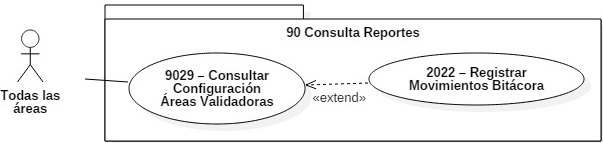 90 Consulta Reportes
Todas las
áreas
9029 – Consultar
Configuración
Áreas Validadoras
«extend»
2022 – Registrar
Movimientos Bitácora